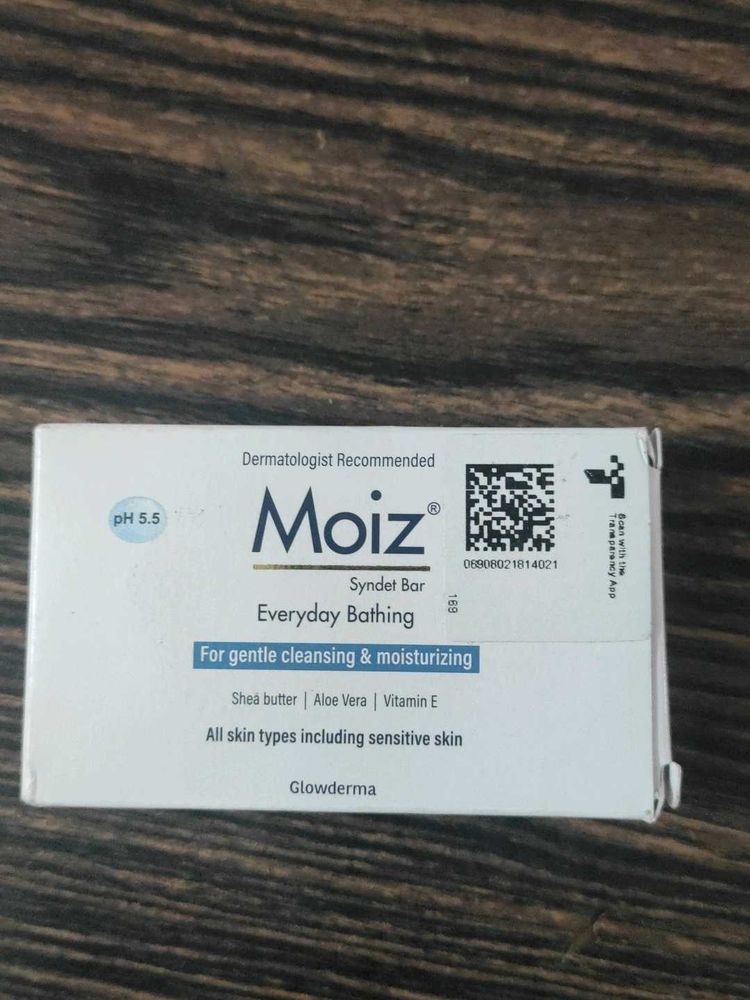 Dermatologist Recommended
pH 5.5
Moiz®
Syndet Bar
Everyday Bathing
For gentle cleansing & moisturizing
Shea butter | Aloe Vera | Vitamin E
All skin types including sensitive skin
Glowderma
06908021814021
169
Scan with the
Transparency App